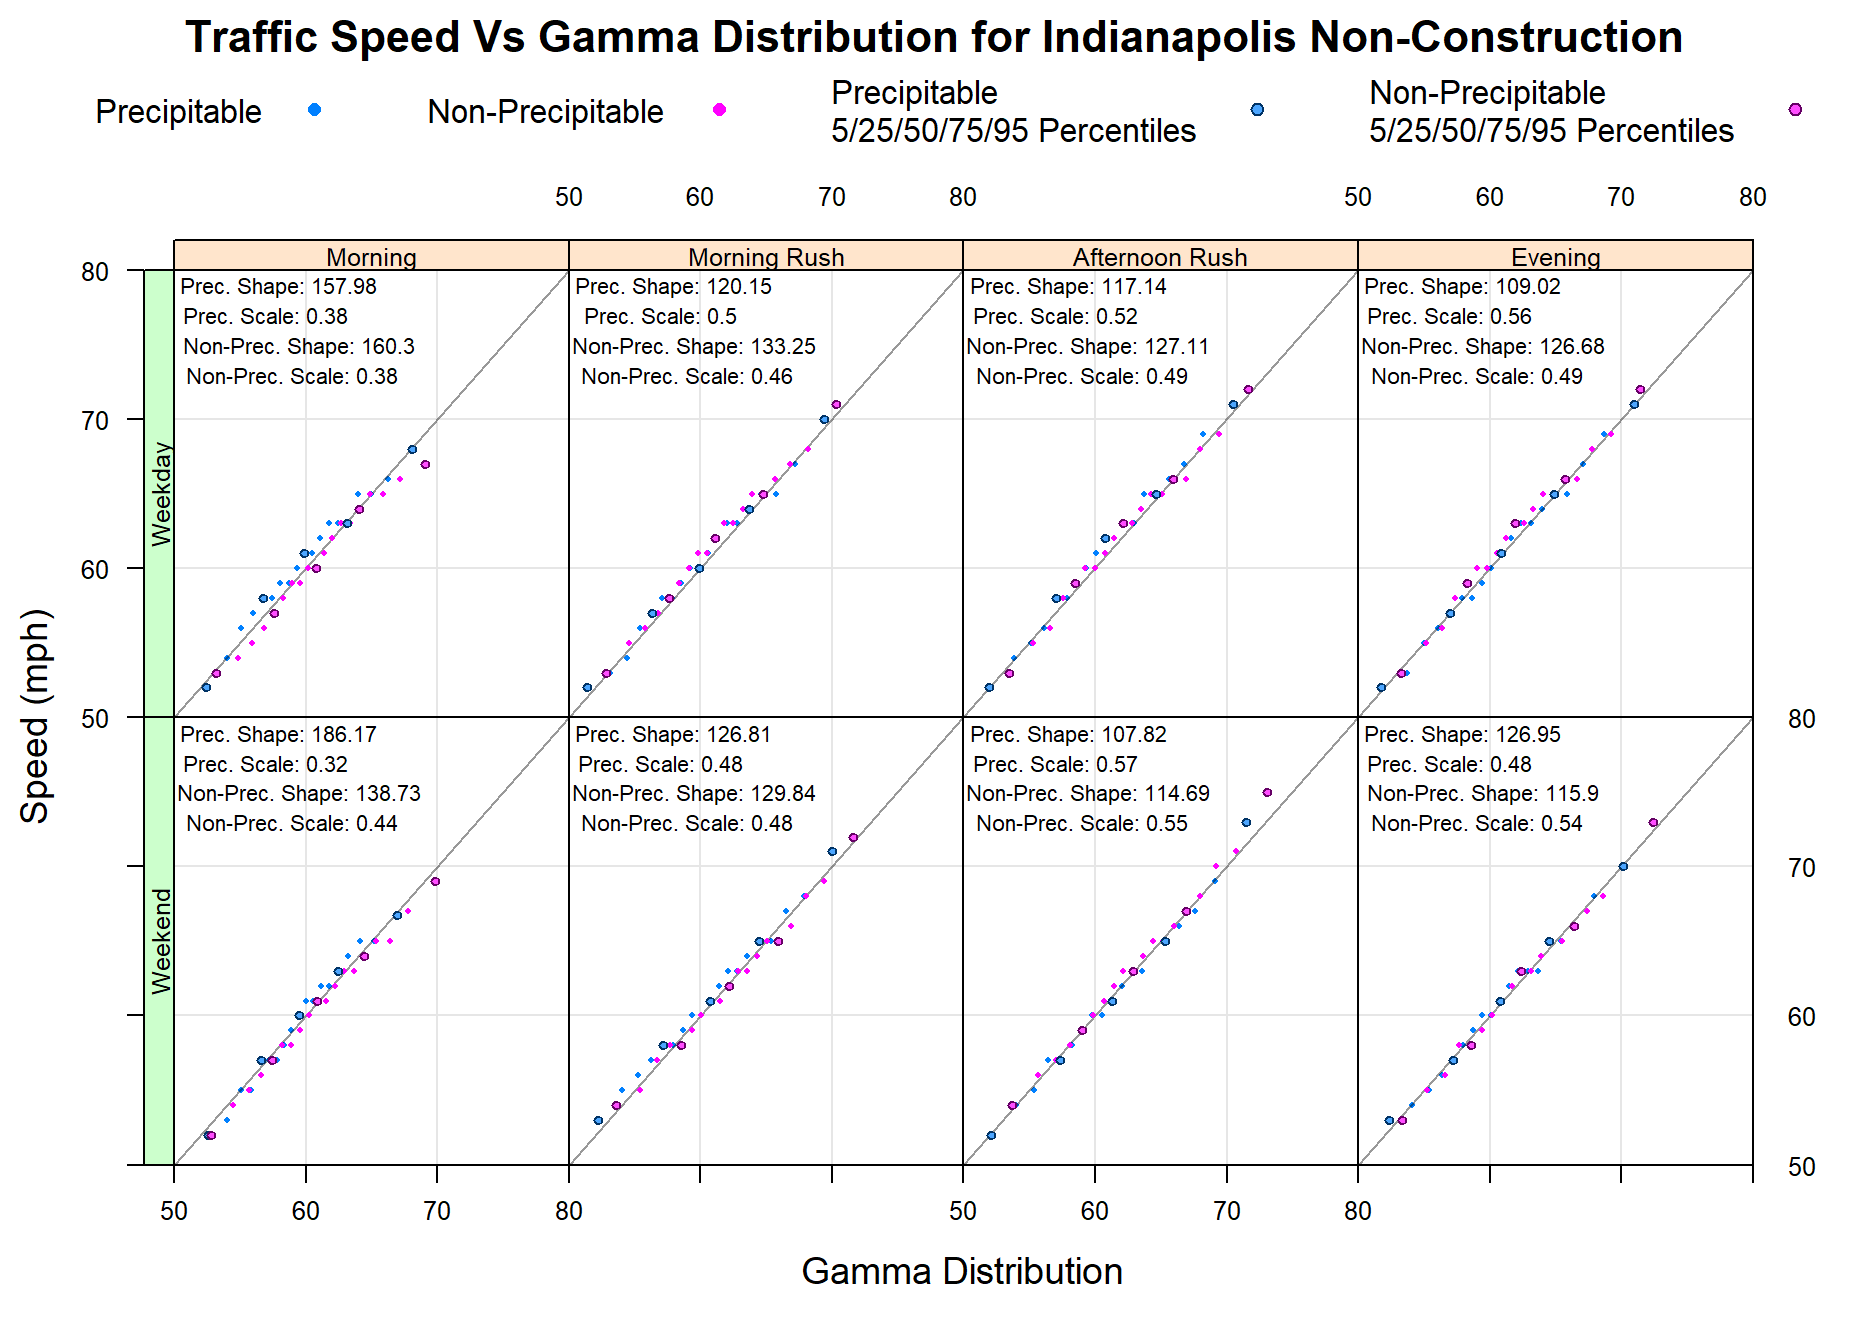 Traffic Speed Vs Gamma Distribution for Indianapolis Non-Construction
Precipitable
Non-Precipitable
Precipitable
5/25/50/75/95 Percentiles
Non-Precipitable
5/25/50/75/95 Percentiles
50 60 70 80 50 60 70 80
Morning
Morning Rush
Afternoon Rush
Evening
80
70
60
50
Speed (mph)
Weekday
Prec. Shape: 157.98
Prec. Scale: 0.38
Non-Prec. Shape: 160.3
Non-Prec. Scale: 0.38
Prec. Shape: 120.15
Prec. Scale: 0.5
Non-Prec. Shape: 133.25
Non-Prec. Scale: 0.46
Prec. Shape: 117.14
Prec. Scale: 0.52
Non-Prec. Shape: 127.11
Non-Prec. Scale: 0.49
Prec. Shape: 109.02
Prec. Scale: 0.56
Non-Prec. Shape: 126.68
Non-Prec. Scale: 0.49
Weekend
Prec. Shape: 186.17
Prec. Scale: 0.32
Non-Prec. Shape: 138.73
Non-Prec. Scale: 0.44
Prec. Shape: 126.81
Prec. Scale: 0.48
Non-Prec. Shape: 129.84
Non-Prec. Scale: 0.48
Prec. Shape: 107.82
Prec. Scale: 0.57
Non-Prec. Shape: 114.69
Non-Prec. Scale: 0.55
Prec. Shape: 126.95
Prec. Scale: 0.48
Non-Prec. Shape: 115.9
Non-Prec. Scale: 0.54
80
70
60
50
50 60 70 80 50 60 70 80
Gamma Distribution